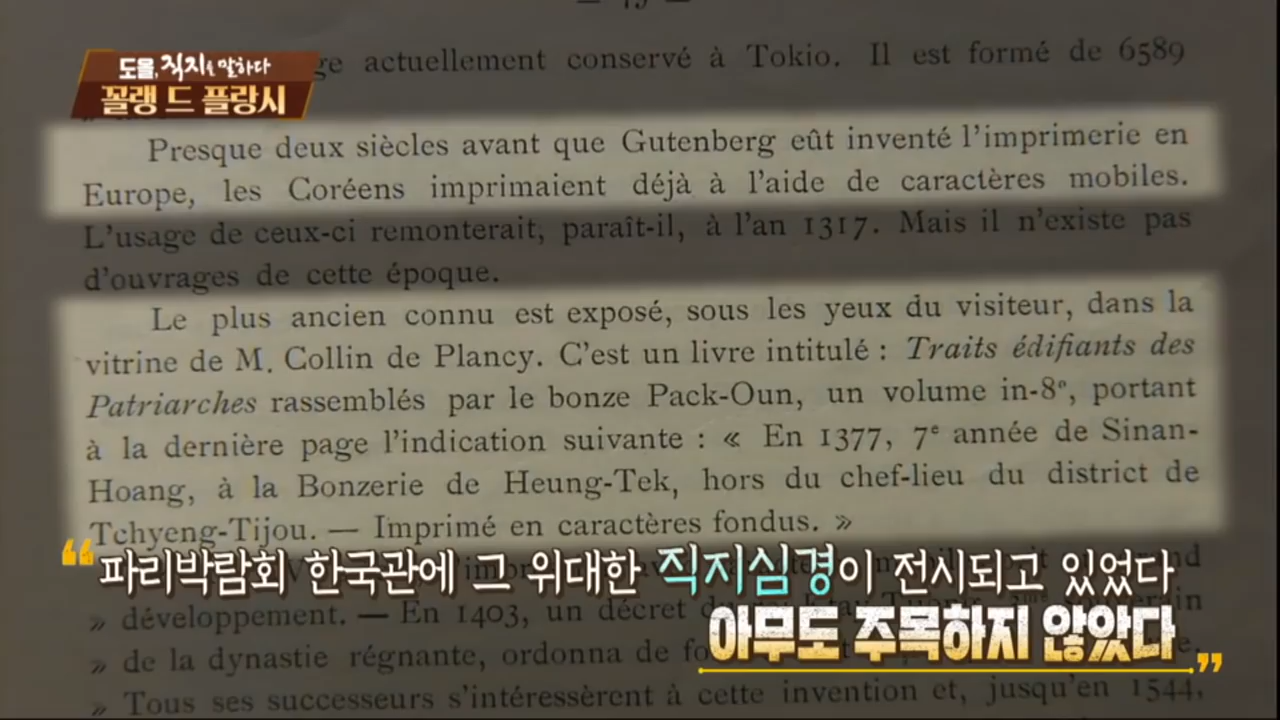 도올, 직지를 말하다
꼴랭 드 플랑시
actuellement conservé à Tokio. Il est formé de 6589
Presque deux siècles avant que Gutenberg eût inventé l'imprimerie en
Europe, les Coréens imprimaient déjà à l'aide de caractères mobiles.
L'usage de ceux-ci remonterait, paraît-il, à l'an 1317. Mais il n'existe pas
d'ouvrages de cette époque.
Le plus ancien connu est exposé, sous les yeux du visiteur, dans la
vitrine de M. Collin de Plancy. C'est un livre intitulé : Traits édifiants des
Patriarches rassemblés par le bonze Pack-Oun, un volume in-8°, portant
à la dernière page l'indication suivante : « En 1377, 7e année de Sinan-
Hoang, à la Bonzerie de Heung-Tek, hors du chef-lieu du district de
Tchyeng-Tijou. — Imprimé en caractères fondus. »
“파리박람회 한국관에 그 위대한 직지심경이 전시되고 있었다
» développement. — En 1403, un décret
아무도 주목하지 않았다”
» de la dynastie régnante, ordonna de
» Tous ses successeurs s'intéressèrent à cette invention et, jusqu'en 1544,